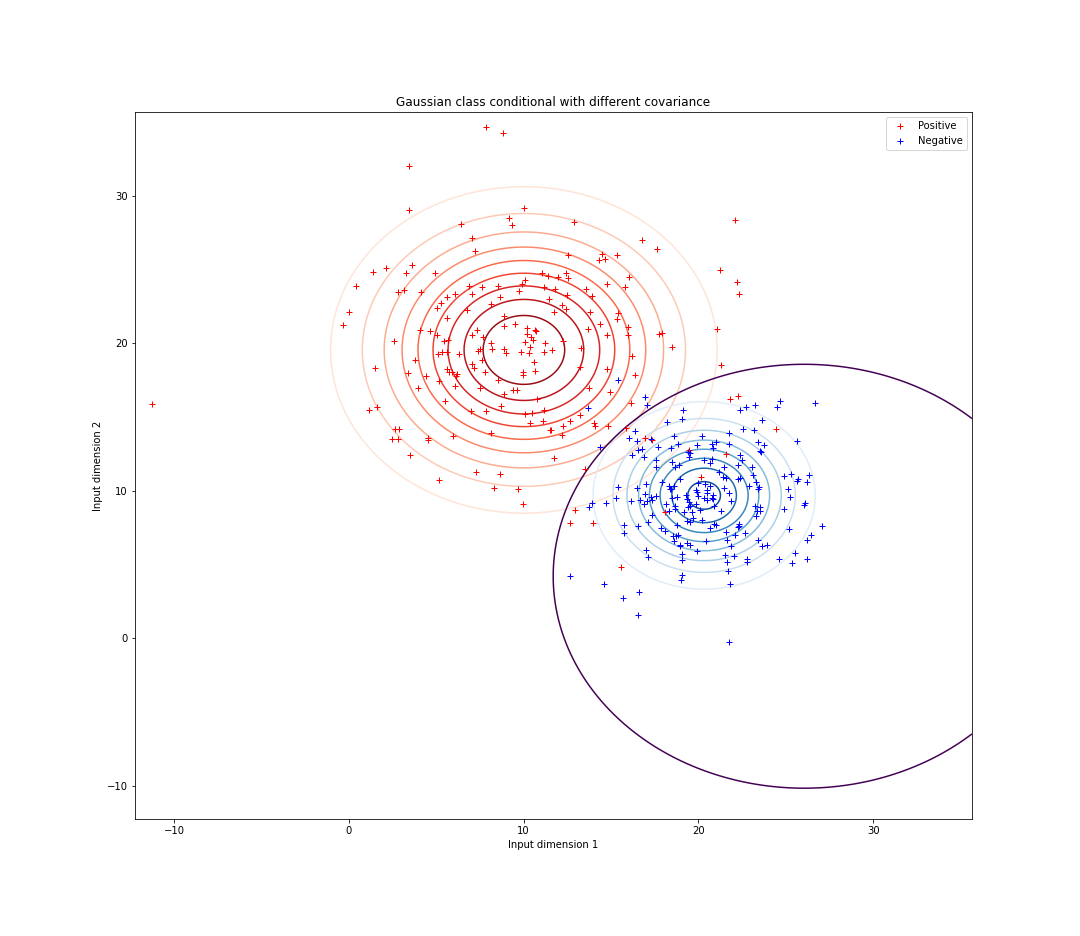 Gaussian class conditional with different covariance
Positive
Negative
30
20
10
0
−10
Input dimension 2
−10
0
10
20
30
Input dimension 1